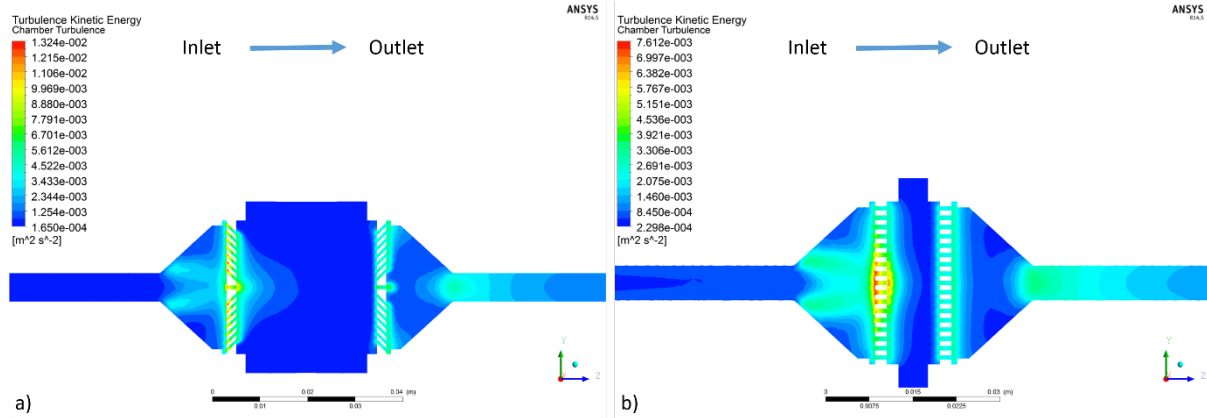 ANSYS
R14.5
Turbulence Kinetic Energy
Chamber Turbulence
1.324e-002
1.215e-002
1.106e-002
9.969e-003
8.880e-003
7.791e-003
6.701e-003
5.612e-003
4.522e-003
3.433e-003
2.344e-003
1.254e-003
1.650e-004
[m^2 s^-2]
Inlet
Outlet
Y
Z
0 0.02 0.04 (m)
0.01 0.03
a)
ANSYS
R14.5
Turbulence Kinetic Energy
Chamber Turbulence
7.612e-003
6.997e-003
6.382e-003
5.767e-003
5.151e-003
4.536e-003
3.921e-003
3.306e-003
2.691e-003
2.075e-003
1.460e-003
8.450e-004
2.298e-004
[m^2 s^-2]
Inlet
Outlet
Y
Z
0 0.015 0.03 (m)
0.0075 0.0225
b)